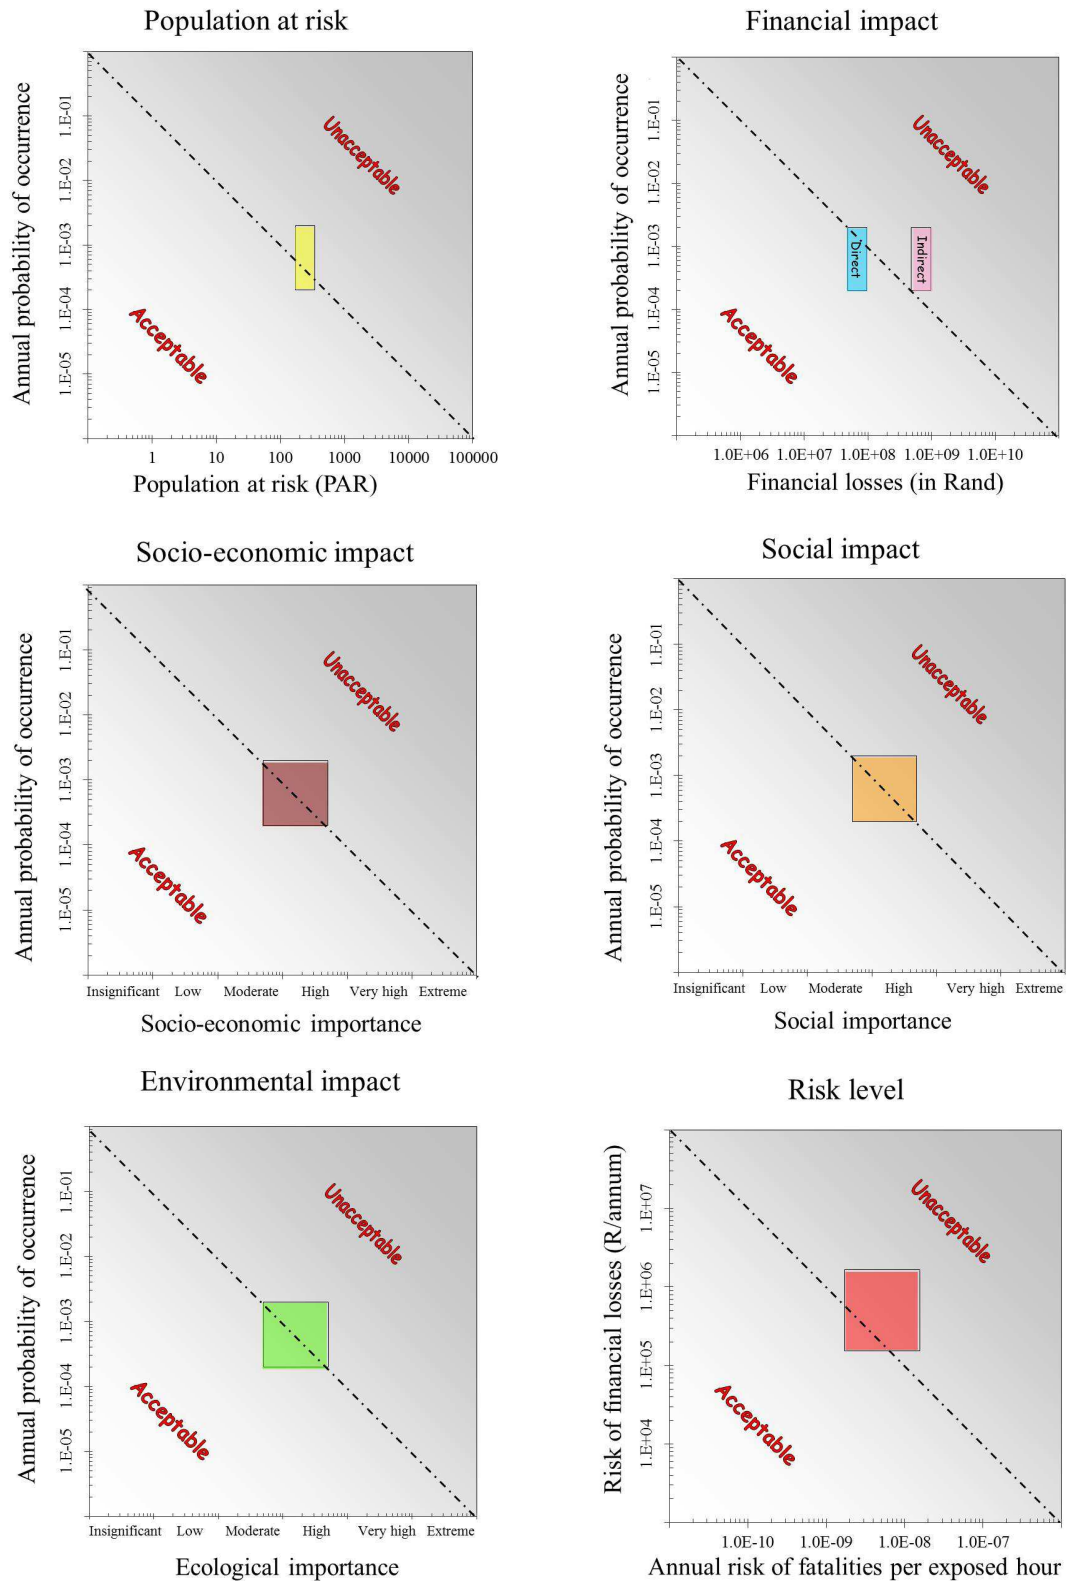 Population at risk
Annual probability of occurrence
1.E-01
1.E-02
1.E-03
1.E-04
1.E-05
Unacceptable
Acceptable
1 10 100 1000 10000 100000
Population at risk (PAR)
Financial impact
Annual probability of occurrence
1.E-01
1.E-02
1.E-03
1.E-04
1.E-05
Unacceptable
Direct
Indirect
Acceptable
1.0E+06 1.0E+07 1.0E+08 1.0E+09 1.0E+10
Financial losses (in Rand)
Socio-economic impact
Annual probability of occurrence
1.E-01
1.E-02
1.E-03
1.E-04
1.E-05
Unacceptable
Acceptable
Insignificant Low Moderate High Very high Extreme
Socio-economic importance
Social impact
Annual probability of occurrence
1.E-01
1.E-02
1.E-03
1.E-04
1.E-05
Unacceptable
Acceptable
Insignificant Low Moderate High Very high Extreme
Social importance
Environmental impact
Annual probability of occurrence
1.E-01
1.E-02
1.E-03
1.E-04
1.E-05
Unacceptable
Acceptable
Insignificant Low Moderate High Very high Extreme
Ecological importance
Risk level
Risk of financial losses (R/annum)
1.E+07
1.E+06
1.E+05
1.E+04
Unacceptable
Acceptable
1.0E-10 1.0E-09 1.0E-08 1.0E-07
Annual risk of fatalities per exposed hour